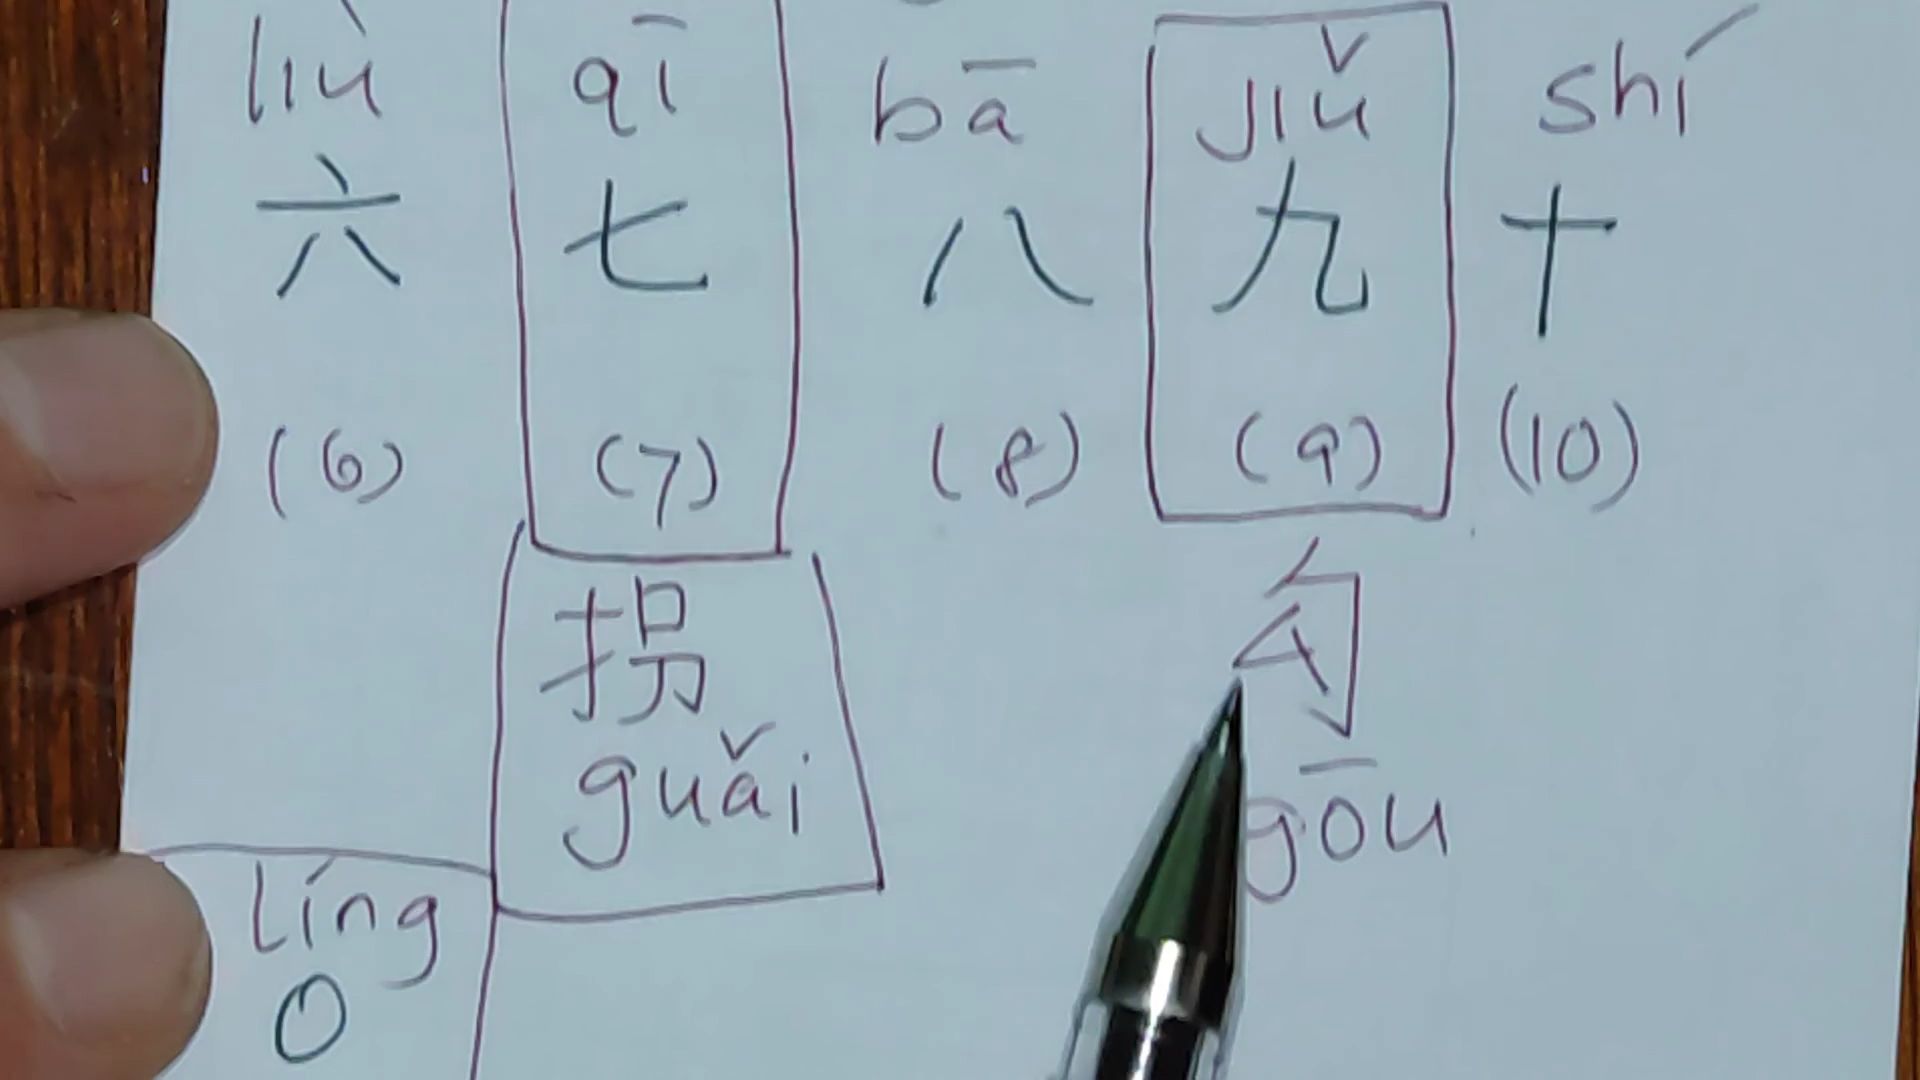 liù qī bā jiǔ shí
六 七 八 九 十
(6) (7) (8) (9) (10)
拐 勾
guǎi gōu
líng
0